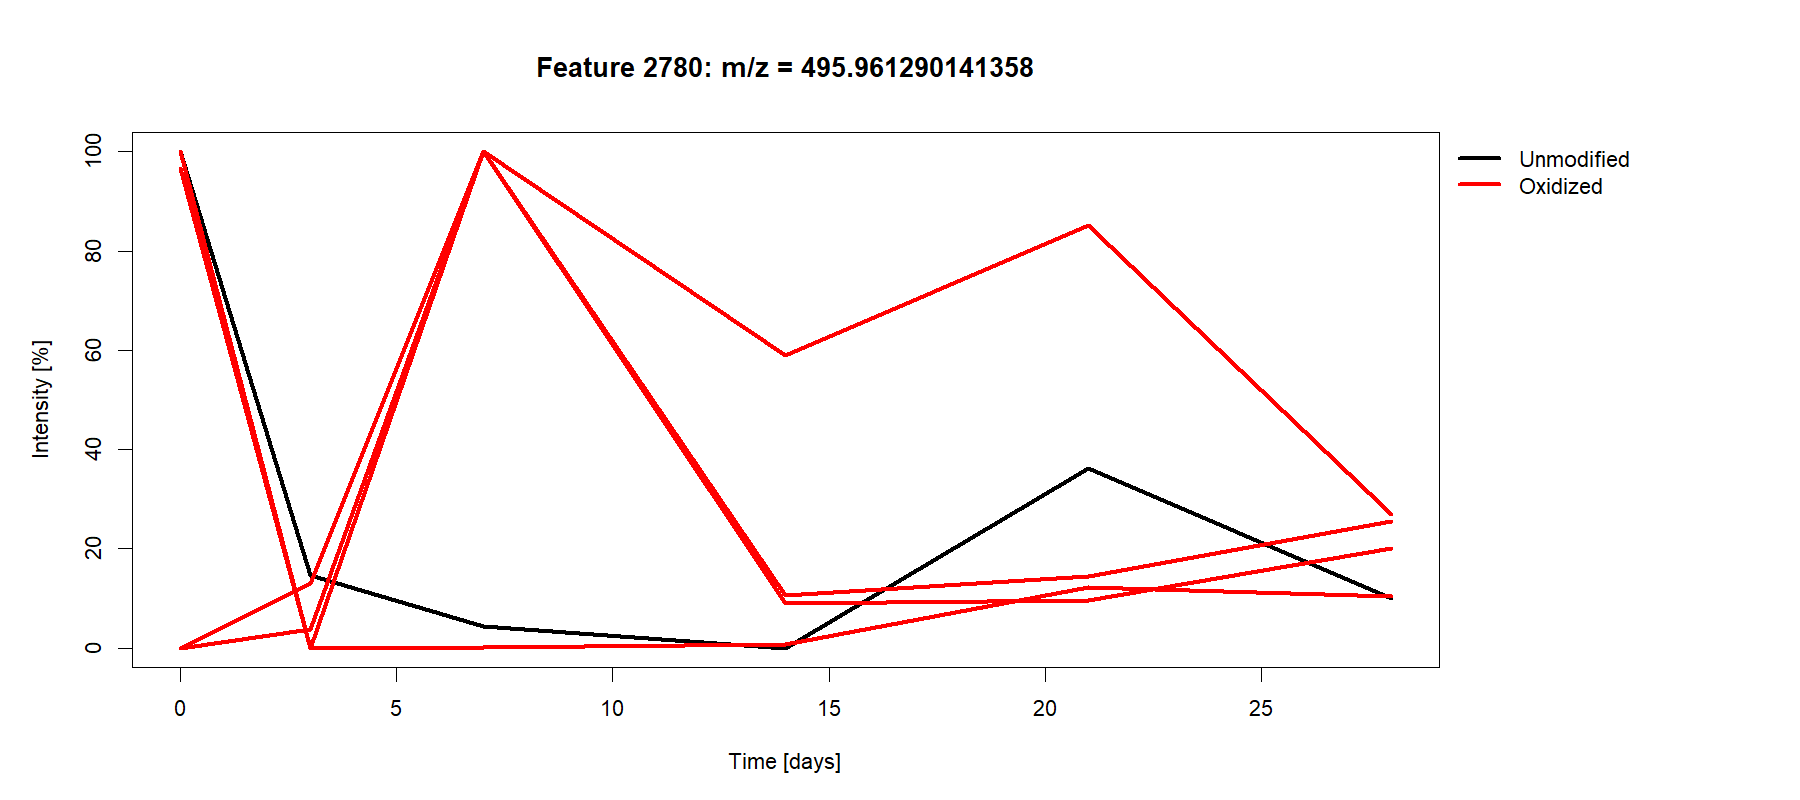 Feature 2780: m/z = 495.961290141358
Unmodified
Oxidized
Intensity [%]
100
80
60
40
20
0
0 5 10 15 20 25
Time [days]